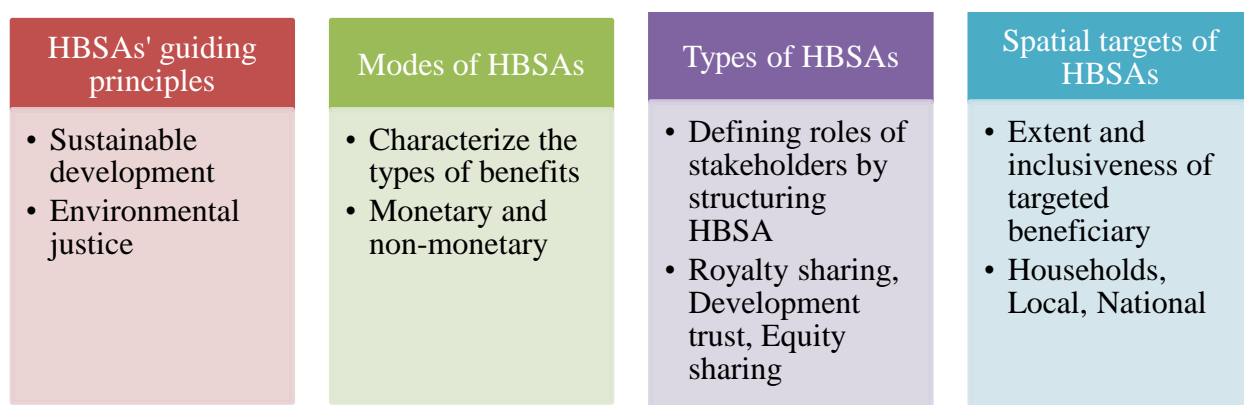 HBSAs' guiding
principles
• Sustainable
development
• Environmental
justice
Modes of HBSAs
• Characterize the
types of benefits
• Monetary and
non-monetary
Types of HBSAs
• Defining roles of
stakeholders by
structuring
HBSA
• Royalty sharing,
Development
trust, Equity
sharing
Spatial targets of
HBSAs
• Extent and
inclusiveness of
targeted
beneficiary
• Households,
Local, National